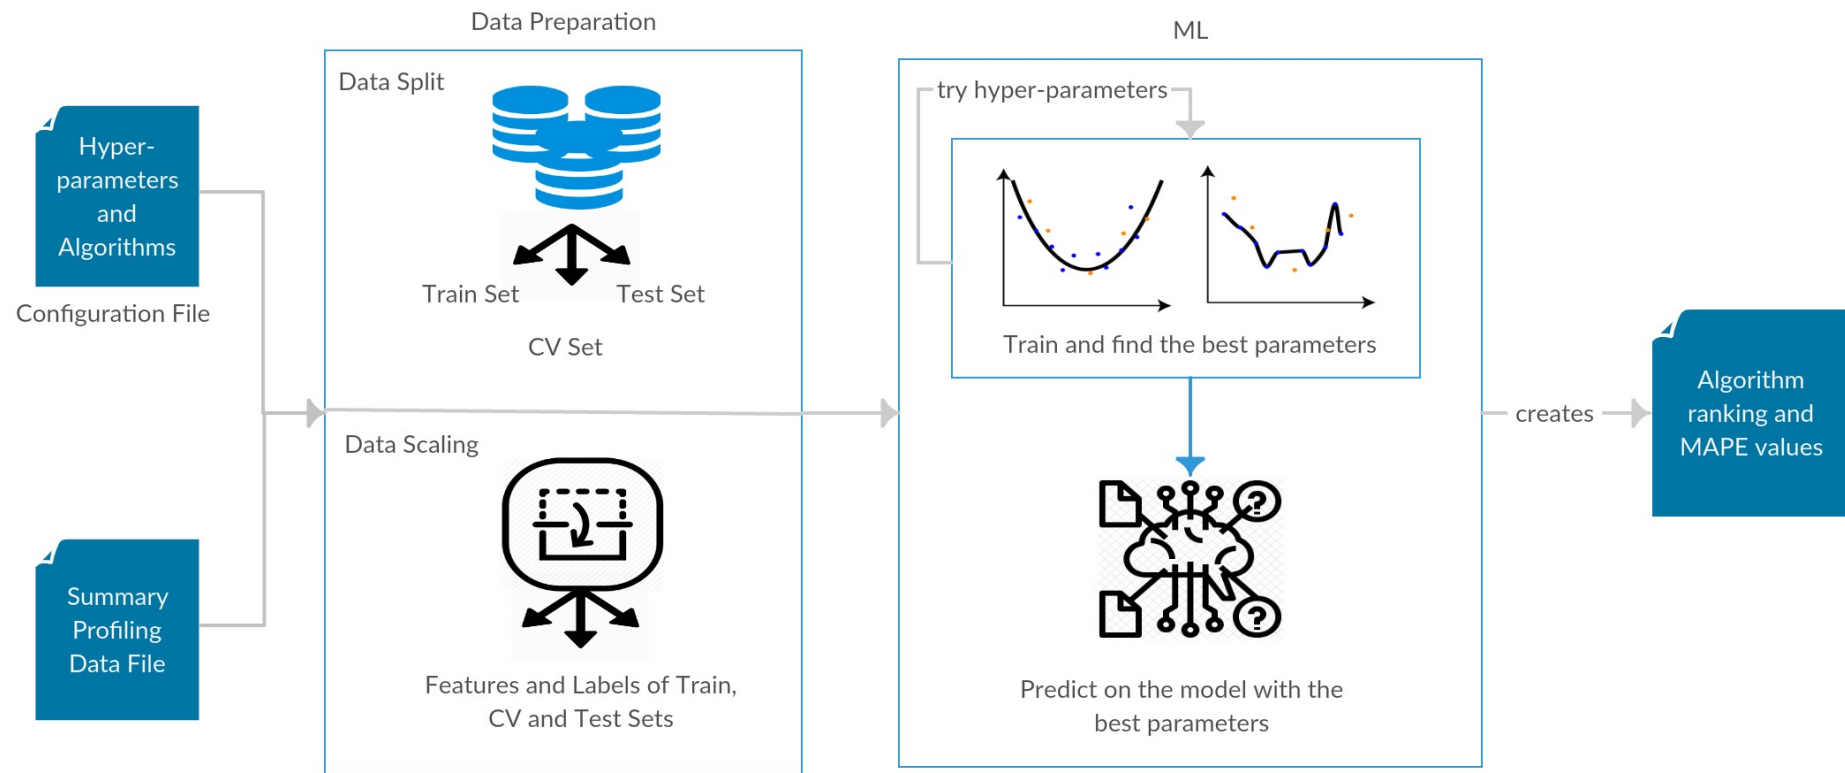 Data Preparation
ML
Data Split
try hyper-parameters
Hyper-
parameters
and
Algorithms
Configuration File
Train Set
Test Set
CV Set
Train and find the best parameters
Data Scaling
Algorithm
ranking and
MAPE values
creates
Summary
Profiling
Data File
?
?
Features and Labels of Train,
CV and Test Sets
Predict on the model with the
best parameters